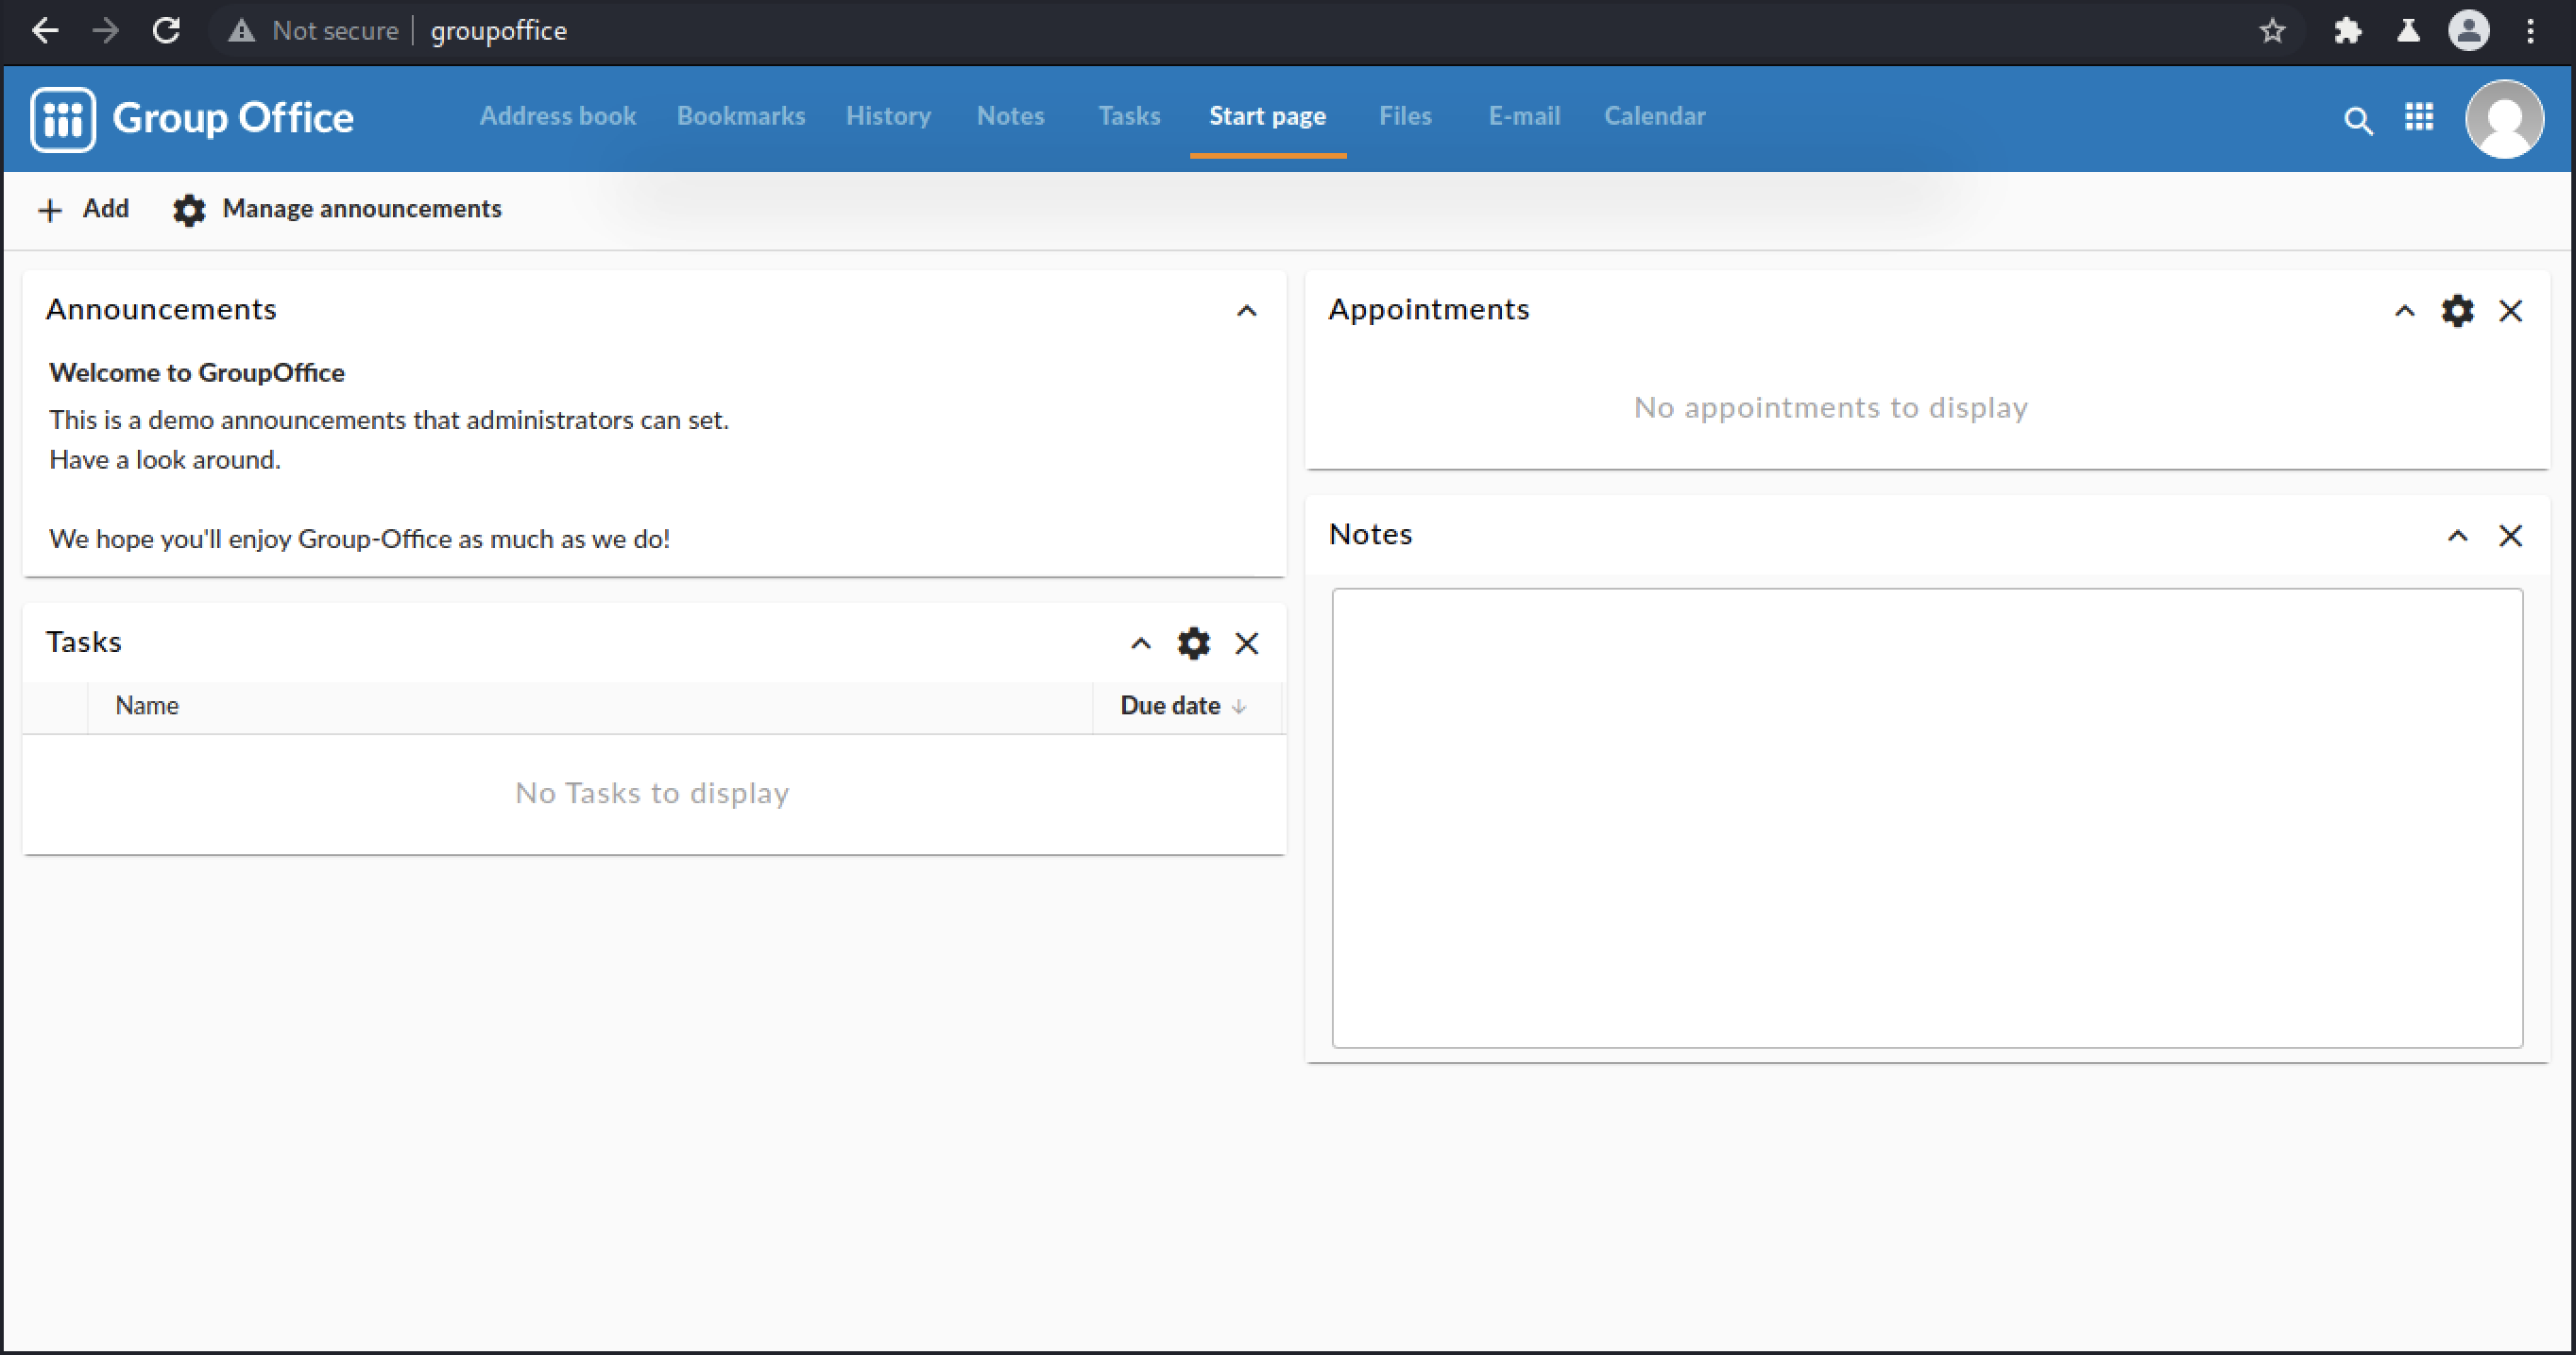 Not secure groupoffice
Group Office
Address book Bookmarks History Notes Tasks Start page Files E-mail Calendar
Add Manage announcements
Announcements
Welcome to GroupOffice
This is a demo announcements that administrators can set.
Have a look around.
We hope you'll enjoy Group-Office as much as we do!
Tasks
Name Due date
No Tasks to display
Appointments
No appointments to display
Notes